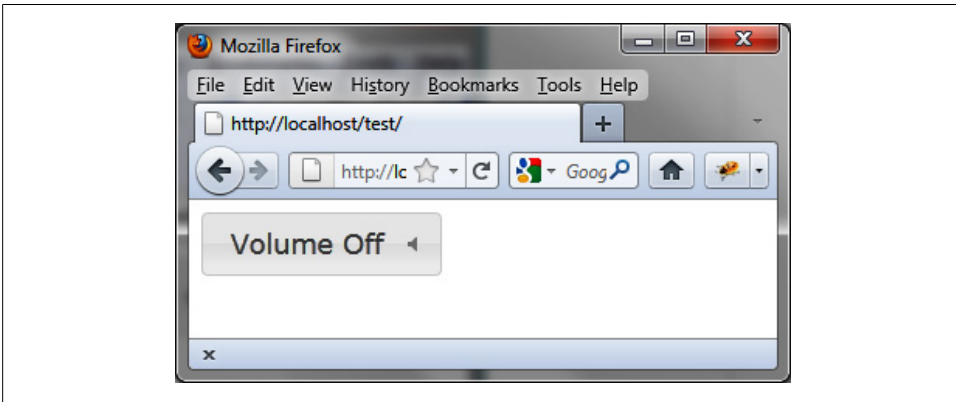 Mozilla Firefox
File Edit View History Bookmarks Tools Help
http://localhost/test/
http://lc
Goog
Volume Off
x